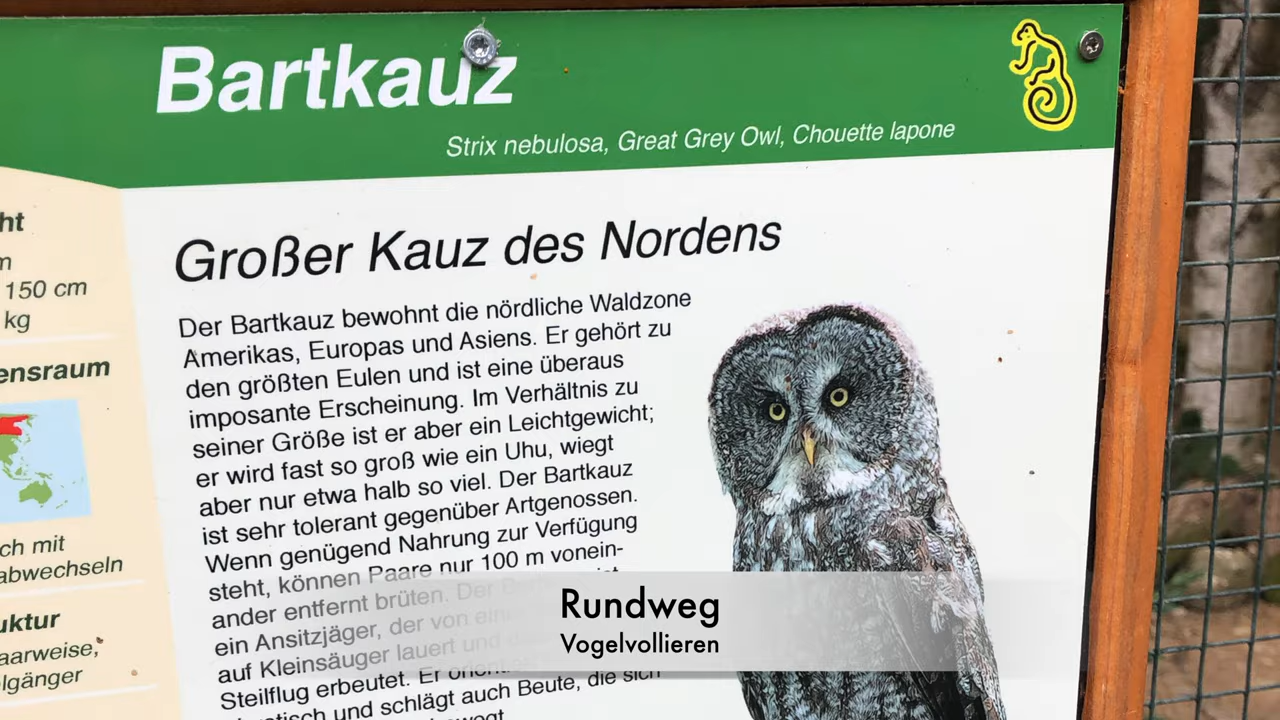 Bartkauz
Strix nebulosa, Great Grey Owl, Chouette lapone
Großer Kauz des Nordens
Der Bartkauz bewohnt die nördliche Waldzone
Amerikas, Europas und Asiens. Er gehört zu
den größten Eulen und ist eine überaus
imposante Erscheinung. Im Verhältnis zu
seiner Größe ist er aber ein Leichtgewicht;
er wird fast so groß wie ein Uhu, wiegt
aber nur etwa halb so viel. Der Bartkauz
ist sehr tolerant gegenüber Artgenossen.
Wenn genügend Nahrung zur Verfügung
steht, können Paare nur 100 m vonein-
ander entfernt brüten. Der
ein Ansitzjäger, der von
auf Kleinsäuger lauert und
Steilflug erbeutet. Er
und schlägt auch Beute, die sich
ht
m
150 cm
kg
ensraum
ch mit
abwechseln
uktur
aarweise,
lgänger
Rundweg
Vogelvollieren